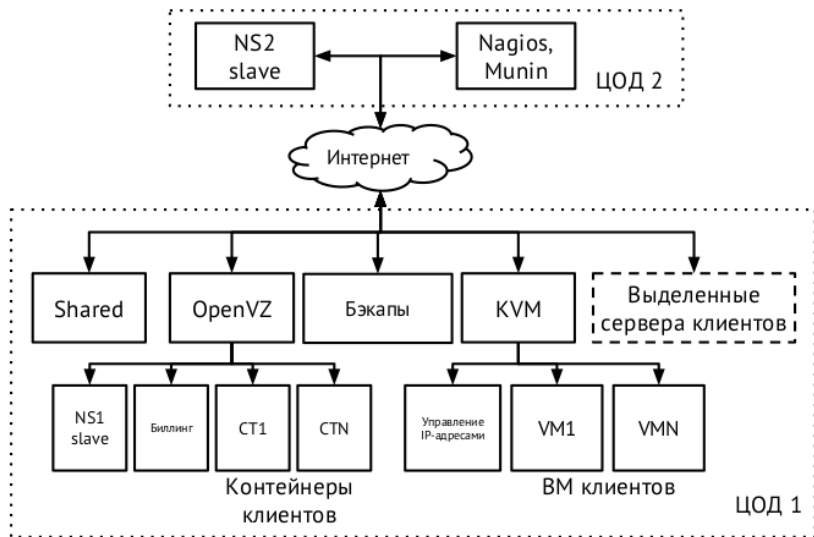 NS2
slave
Nagios,
Munin
ЦОД 2
Интернет
Shared
OpenVZ
Бэкапы
KVM
Выделенные
сервера клиентов
NS1
slave
Биллинг
CT1
CTN
Управление
IP-адресами
VM1
VMN
Контейнеры
клиентов
ВМ клиентов
ЦОД 1